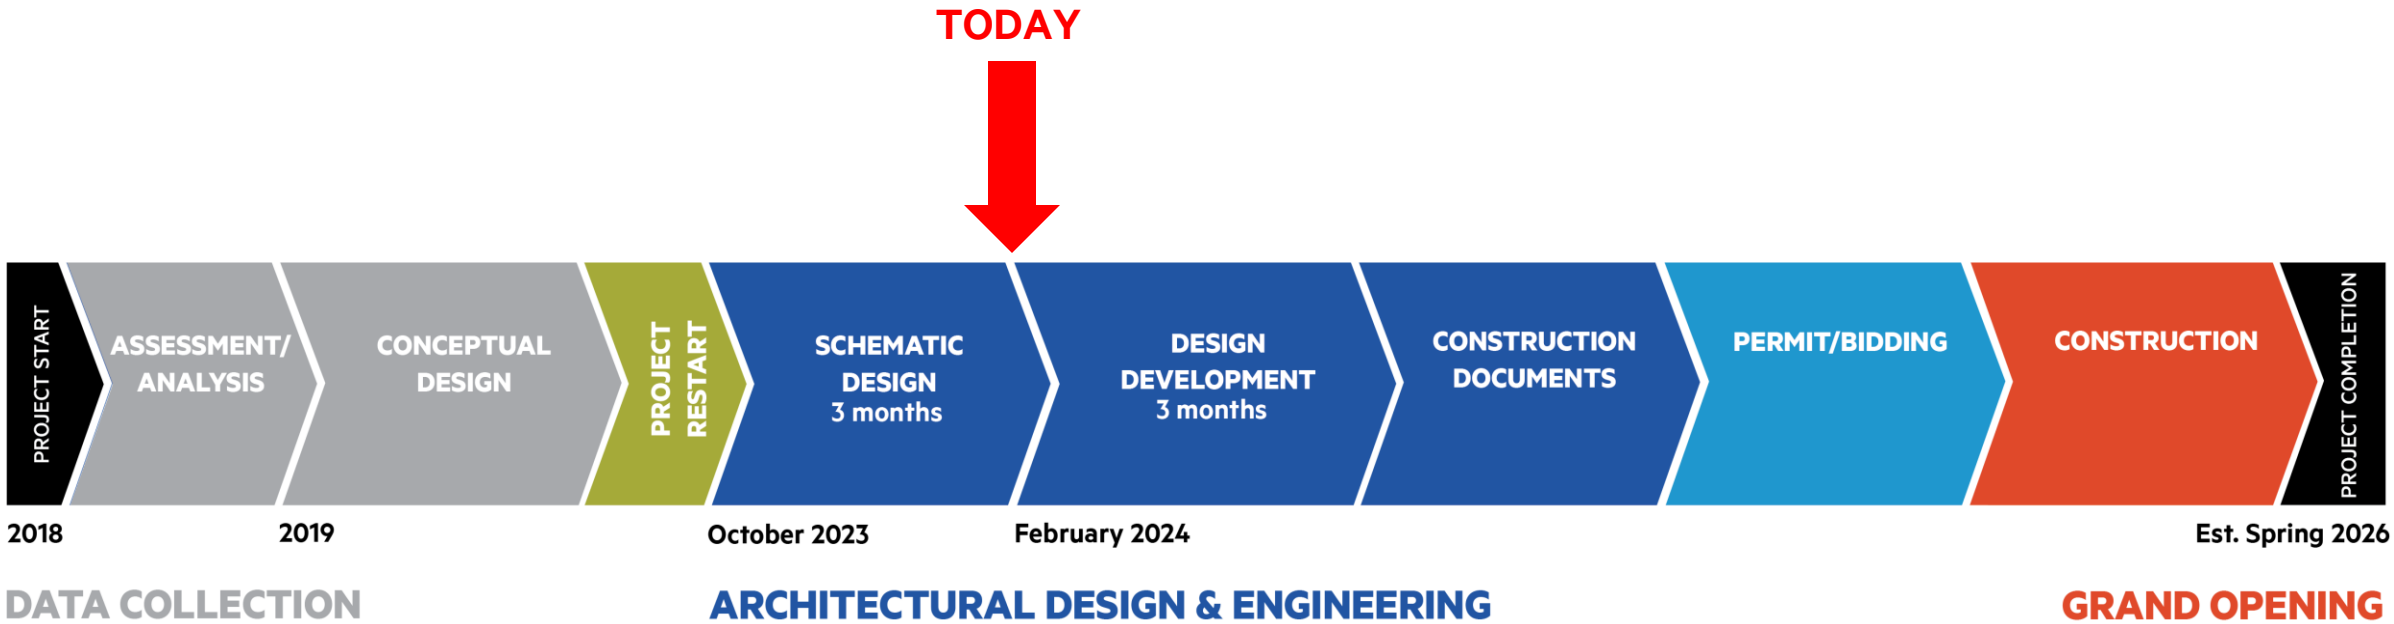 TODAY
PROJECT START
ASSESSMENT/
ANALYSIS
CONCEPTUAL
DESIGN
PROJECT
RESTART
SCHEMATIC
DESIGN
3 months
DESIGN
DEVELOPMENT
3 months
CONSTRUCTION
DOCUMENTS
PERMIT/BIDDING
CONSTRUCTION
PROJECT COMPLETION
2018
2019
October 2023
February 2024
Est. Spring 2026
DATA COLLECTION
ARCHITECTURAL DESIGN & ENGINEERING
GRAND OPENING